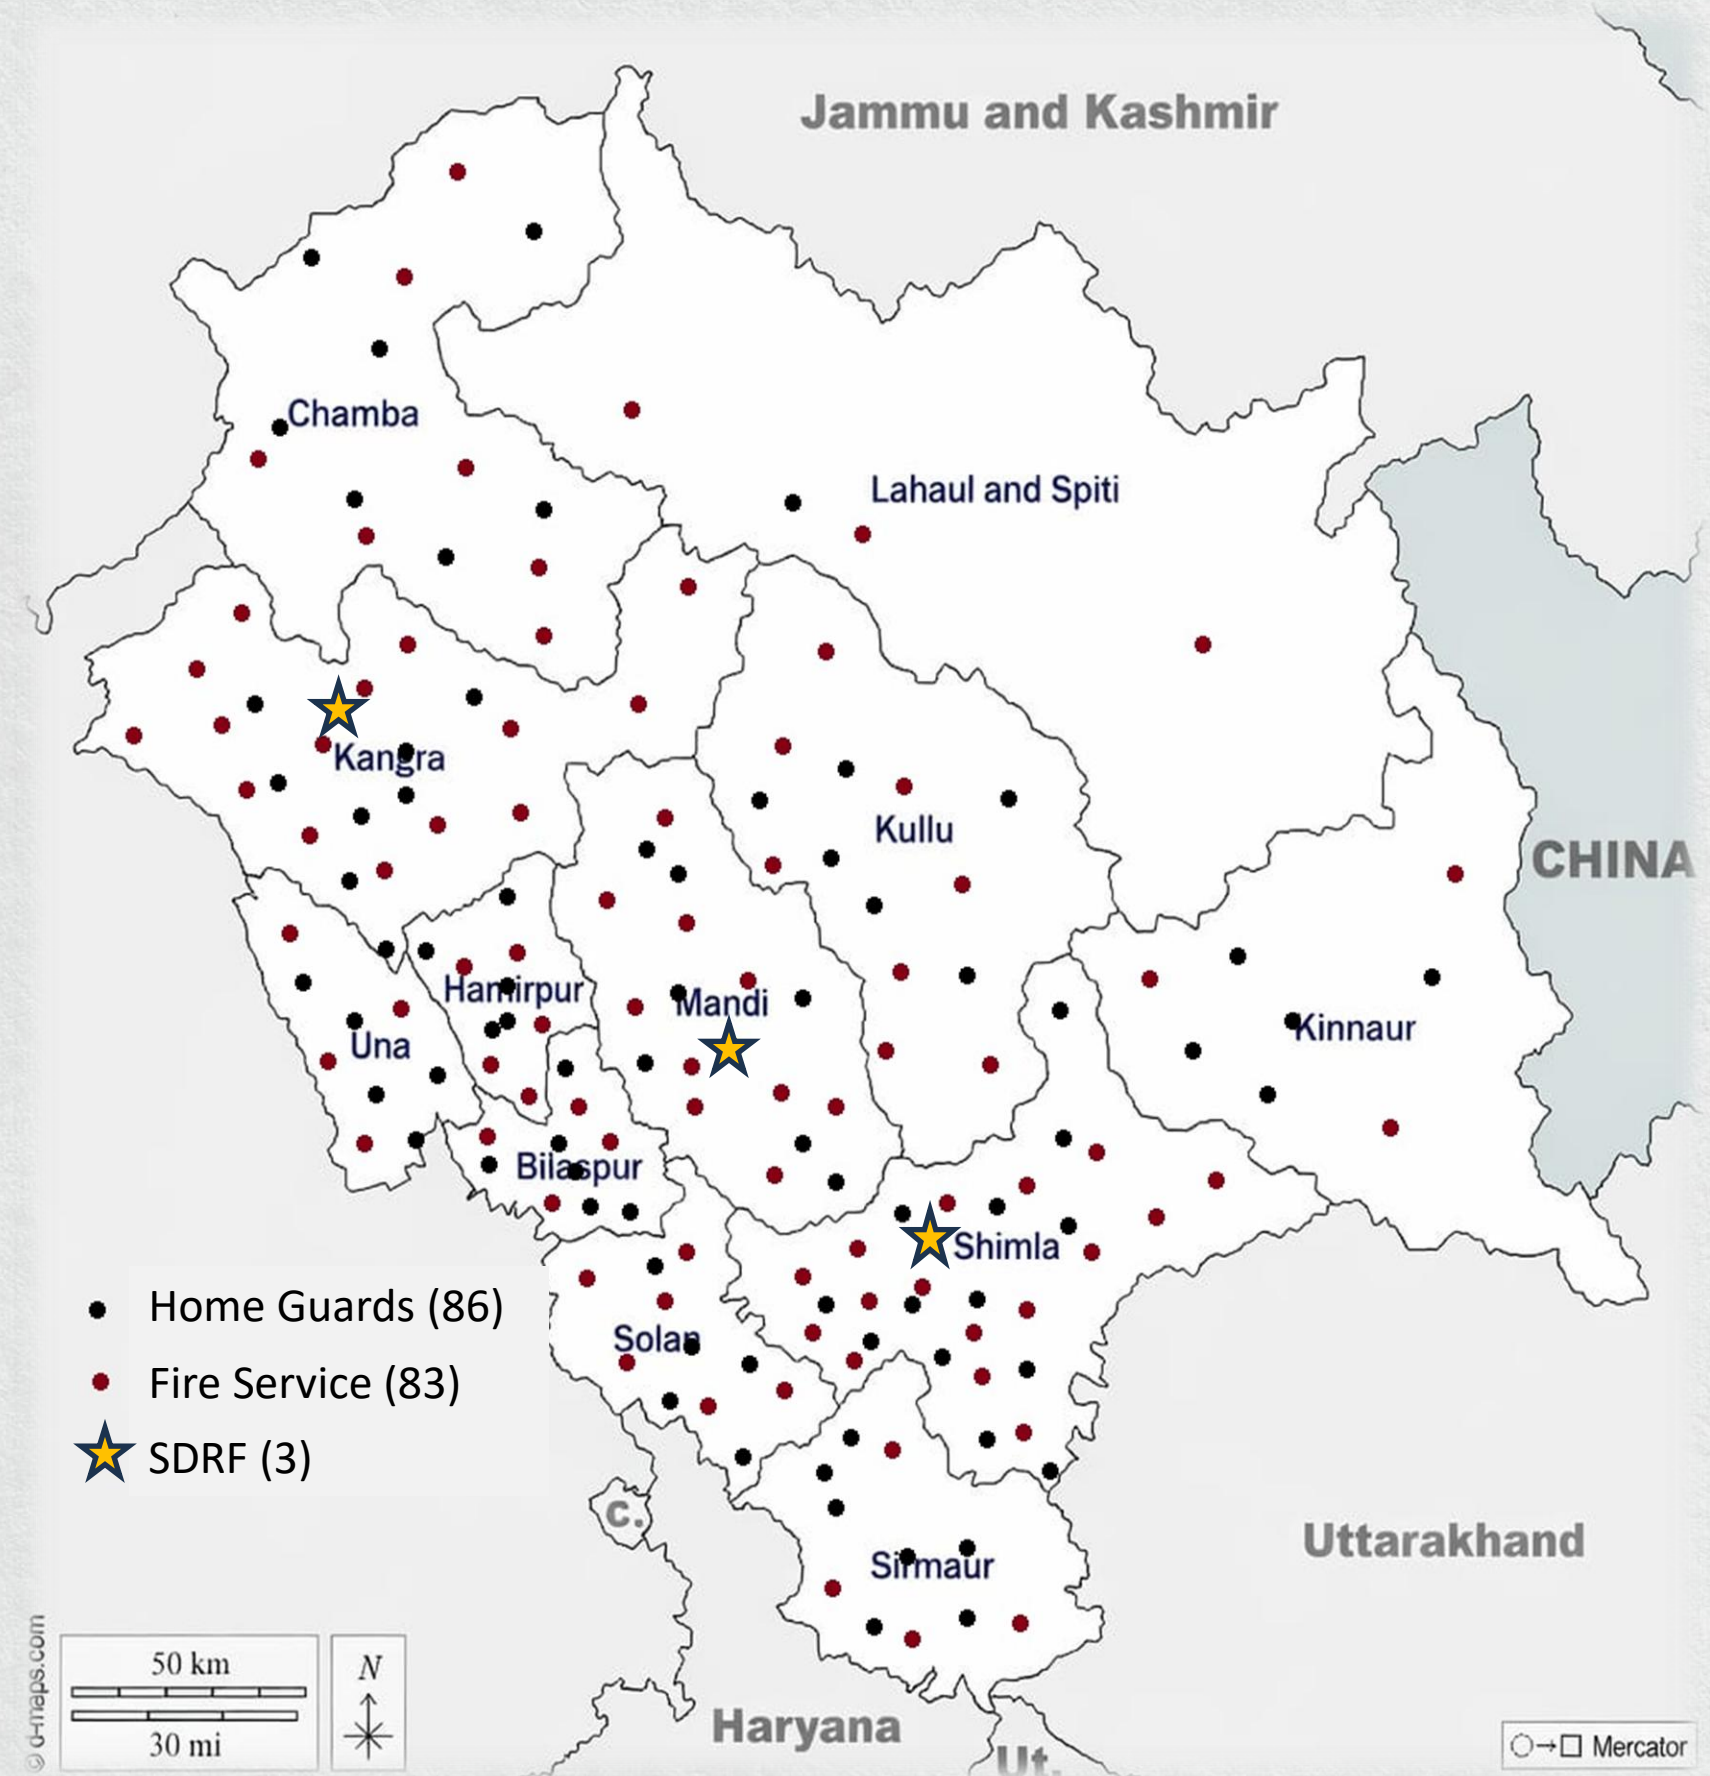 Jammu and Kashmir
Chamba
Lahaul and Spiti
Kangra
Kullu
CHINA
Hamirpur
Mandi
Kinnaur
Una
Bilaspur
Shimla
Home Guards (86)
Solan
Fire Service (83)
SDRF (3)
C.
Uttarakhand
Sirmaur
© d-maps.com
50 km
30 mi
N
Haryana
Ut.
Mercator